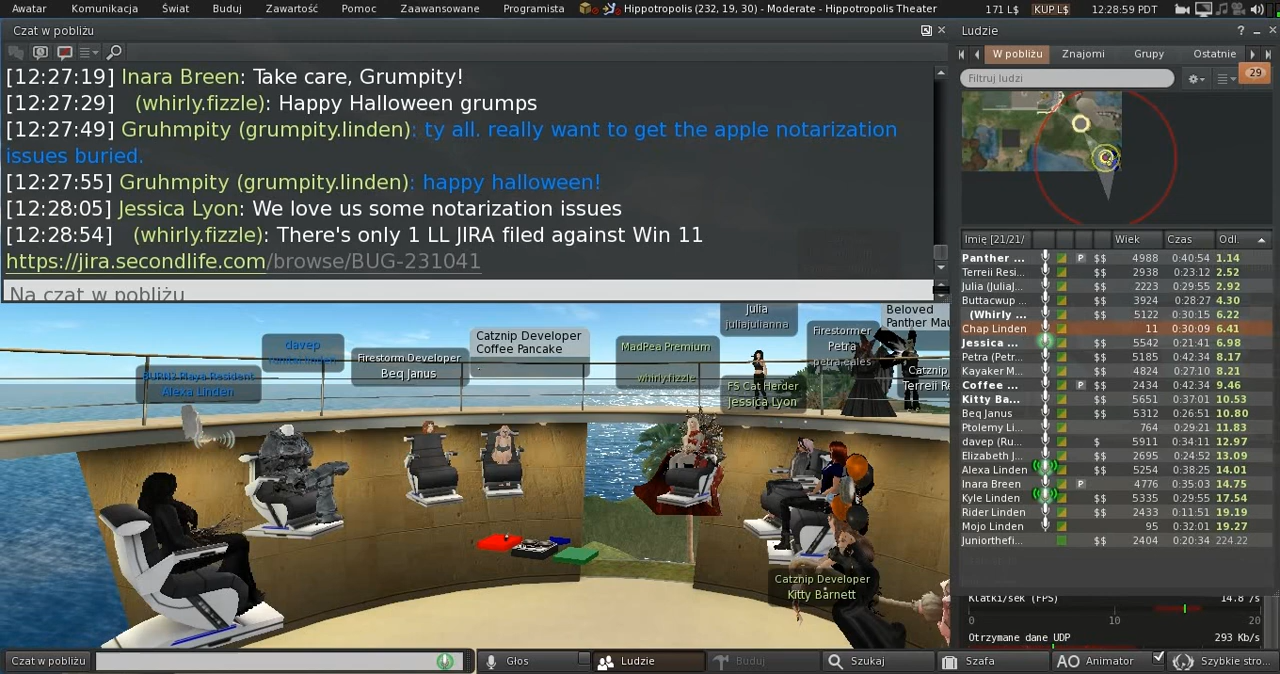 Awatar Komunikacja Świat Buduj Zawartość Pomoc Zaawansowane Programista Hippotropolis (232, 19, 30) - Moderate - Hippotropolis Theater 171 L$ KUP L$ 12:28:59 PDT
Czat w pobliżu
[12:27:19] Inara Breen: Take care, Grumpity!
[12:27:29] (whirly.fizzle): Happy Halloween grumps
[12:27:49] Gruhmpity (grumpity.linden): ty all. really want to get the apple notarization
issues buried.
[12:27:55] Gruhmpity (grumpity.linden): happy halloween!
[12:28:05] Jessica Lyon: We love us some notarization issues
[12:28:54] (whirly.fizzle): There's only 1 LL JIRA filed against Win 11
https://jira.secondlife.com/browse/BUG-231041
Na czat w pobliżu
Ludzie
W pobliżu Znajomi Grupy Ostatnie
Filtruj ludzi
29
Imię [21/21/ Wiek Czas Odl.
Panther ... P $$ 4988 0:40:54 1.14
Terreii Resi... $$ 2938 0:23:12 2.52
Julia (JuliaJ... $$ 2223 0:29:55 2.92
Buttacwup ... $$ 3924 0:28:27 4.30
(Whirly ... $$ 5122 0:30:15 6.22
Chap Linden 11 0:30:09 6.41
Jessica ... $$ 5542 0:21:41 6.98
Petra (Petr... $$ 5185 0:42:34 8.17
Kayaker M... $$ 4824 0:27:10 8.21
Coffee ... P $$ 2434 0:42:34 9.46
Kitty Ba... $$ 5651 0:37:01 10.53
Beq Janus $$ 5312 0:26:51 10.80
Ptolemy Li... 764 0:29:21 11.83
davep (Ru... $ 5911 0:34:11 12.97
Elizabeth J... $$ 2695 0:24:52 13.09
Alexa Linden $$ 5254 0:38:25 14.01
Inara Breen P 4776 0:35:03 14.75
Kyle Linden $$ 5335 0:29:55 17.54
Rider Linden $$ 2433 0:11:51 19.19
Mojo Linden 95 0:32:01 19.27
Juniorthefi... $$ 2404 0:20:34 224.22
Klatki/sek (FPS) 14.8 /s
0 10 20
Otrzymane dane UDP 293 Kb/s
davep
Alexa Linden
Firestorm Developer
Beq Janus
Catznip Developer
Coffee Pancake
MadPea Premium
whirly.fizzle
Julia
juliajulianna
FS Cat Herder
Jessica Lyon
Firestormer
Petra
petra.eales
Beloved
Panther Mau
Catznip
Terreii Re
Catznip Developer
Kitty Barnett
Czat w pobliżu Głos Ludzie Buduj Szukaj Szafa AO Animator Szybkie stro...